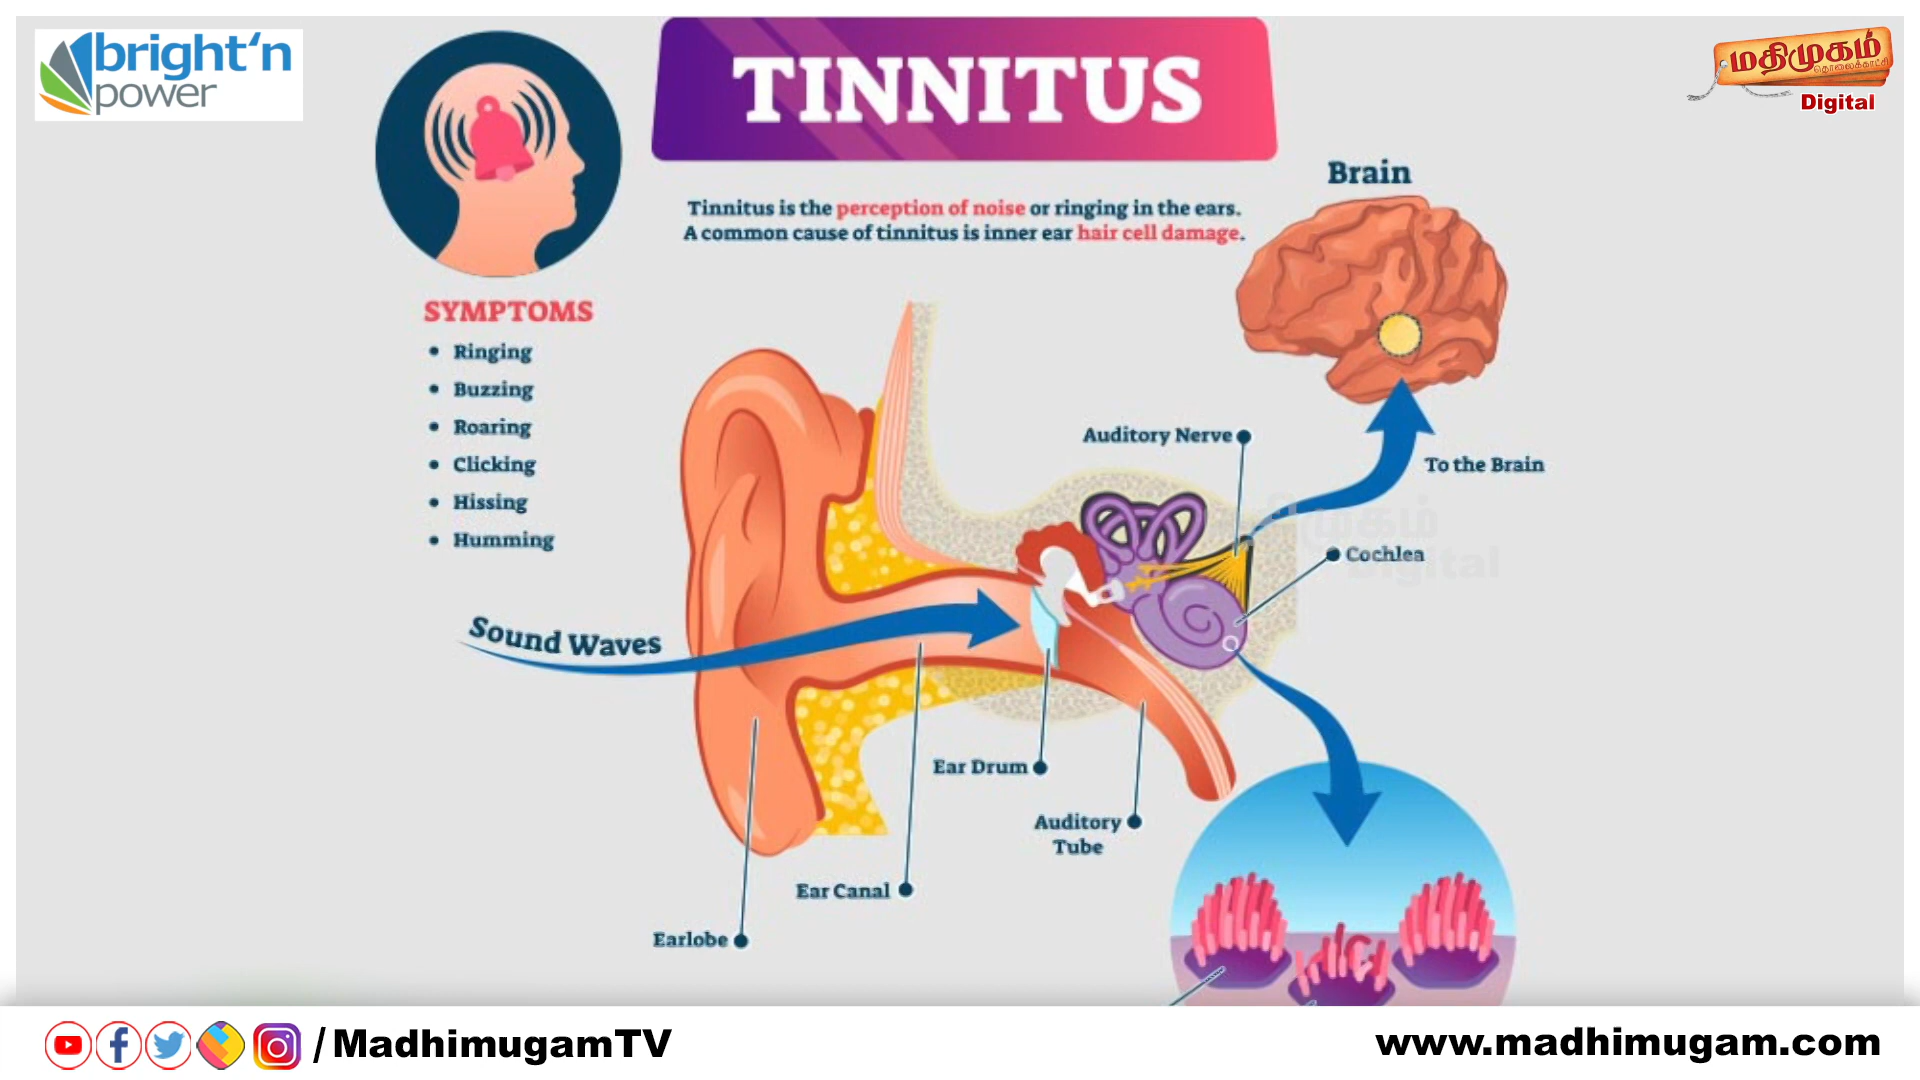 bright'n
power
TINNITUS
மதிமுகம்
தொலைக்காட்சி
Digital
Brain
Tinnitus is the perception of noise or ringing in the ears.
A common cause of tinnitus is inner ear hair cell damage.
SYMPTOMS
• Ringing
• Buzzing
• Roaring
• Clicking
• Hissing
• Humming
Auditory Nerve
To the Brain
Cochlea
Digital
Sound Waves
Ear Drum
Auditory
Tube
Ear Canal
Earlobe
/MadhimugamTV
www.madhimugam.com